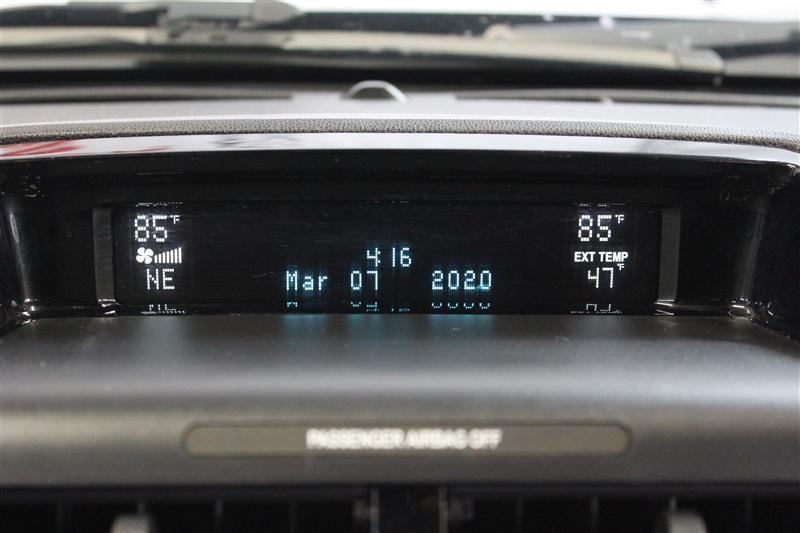 85°F
85°F
4:16
EXT TEMP
NE
Mar 07 2020
47°F
PASSENGER AIRBAG OFF